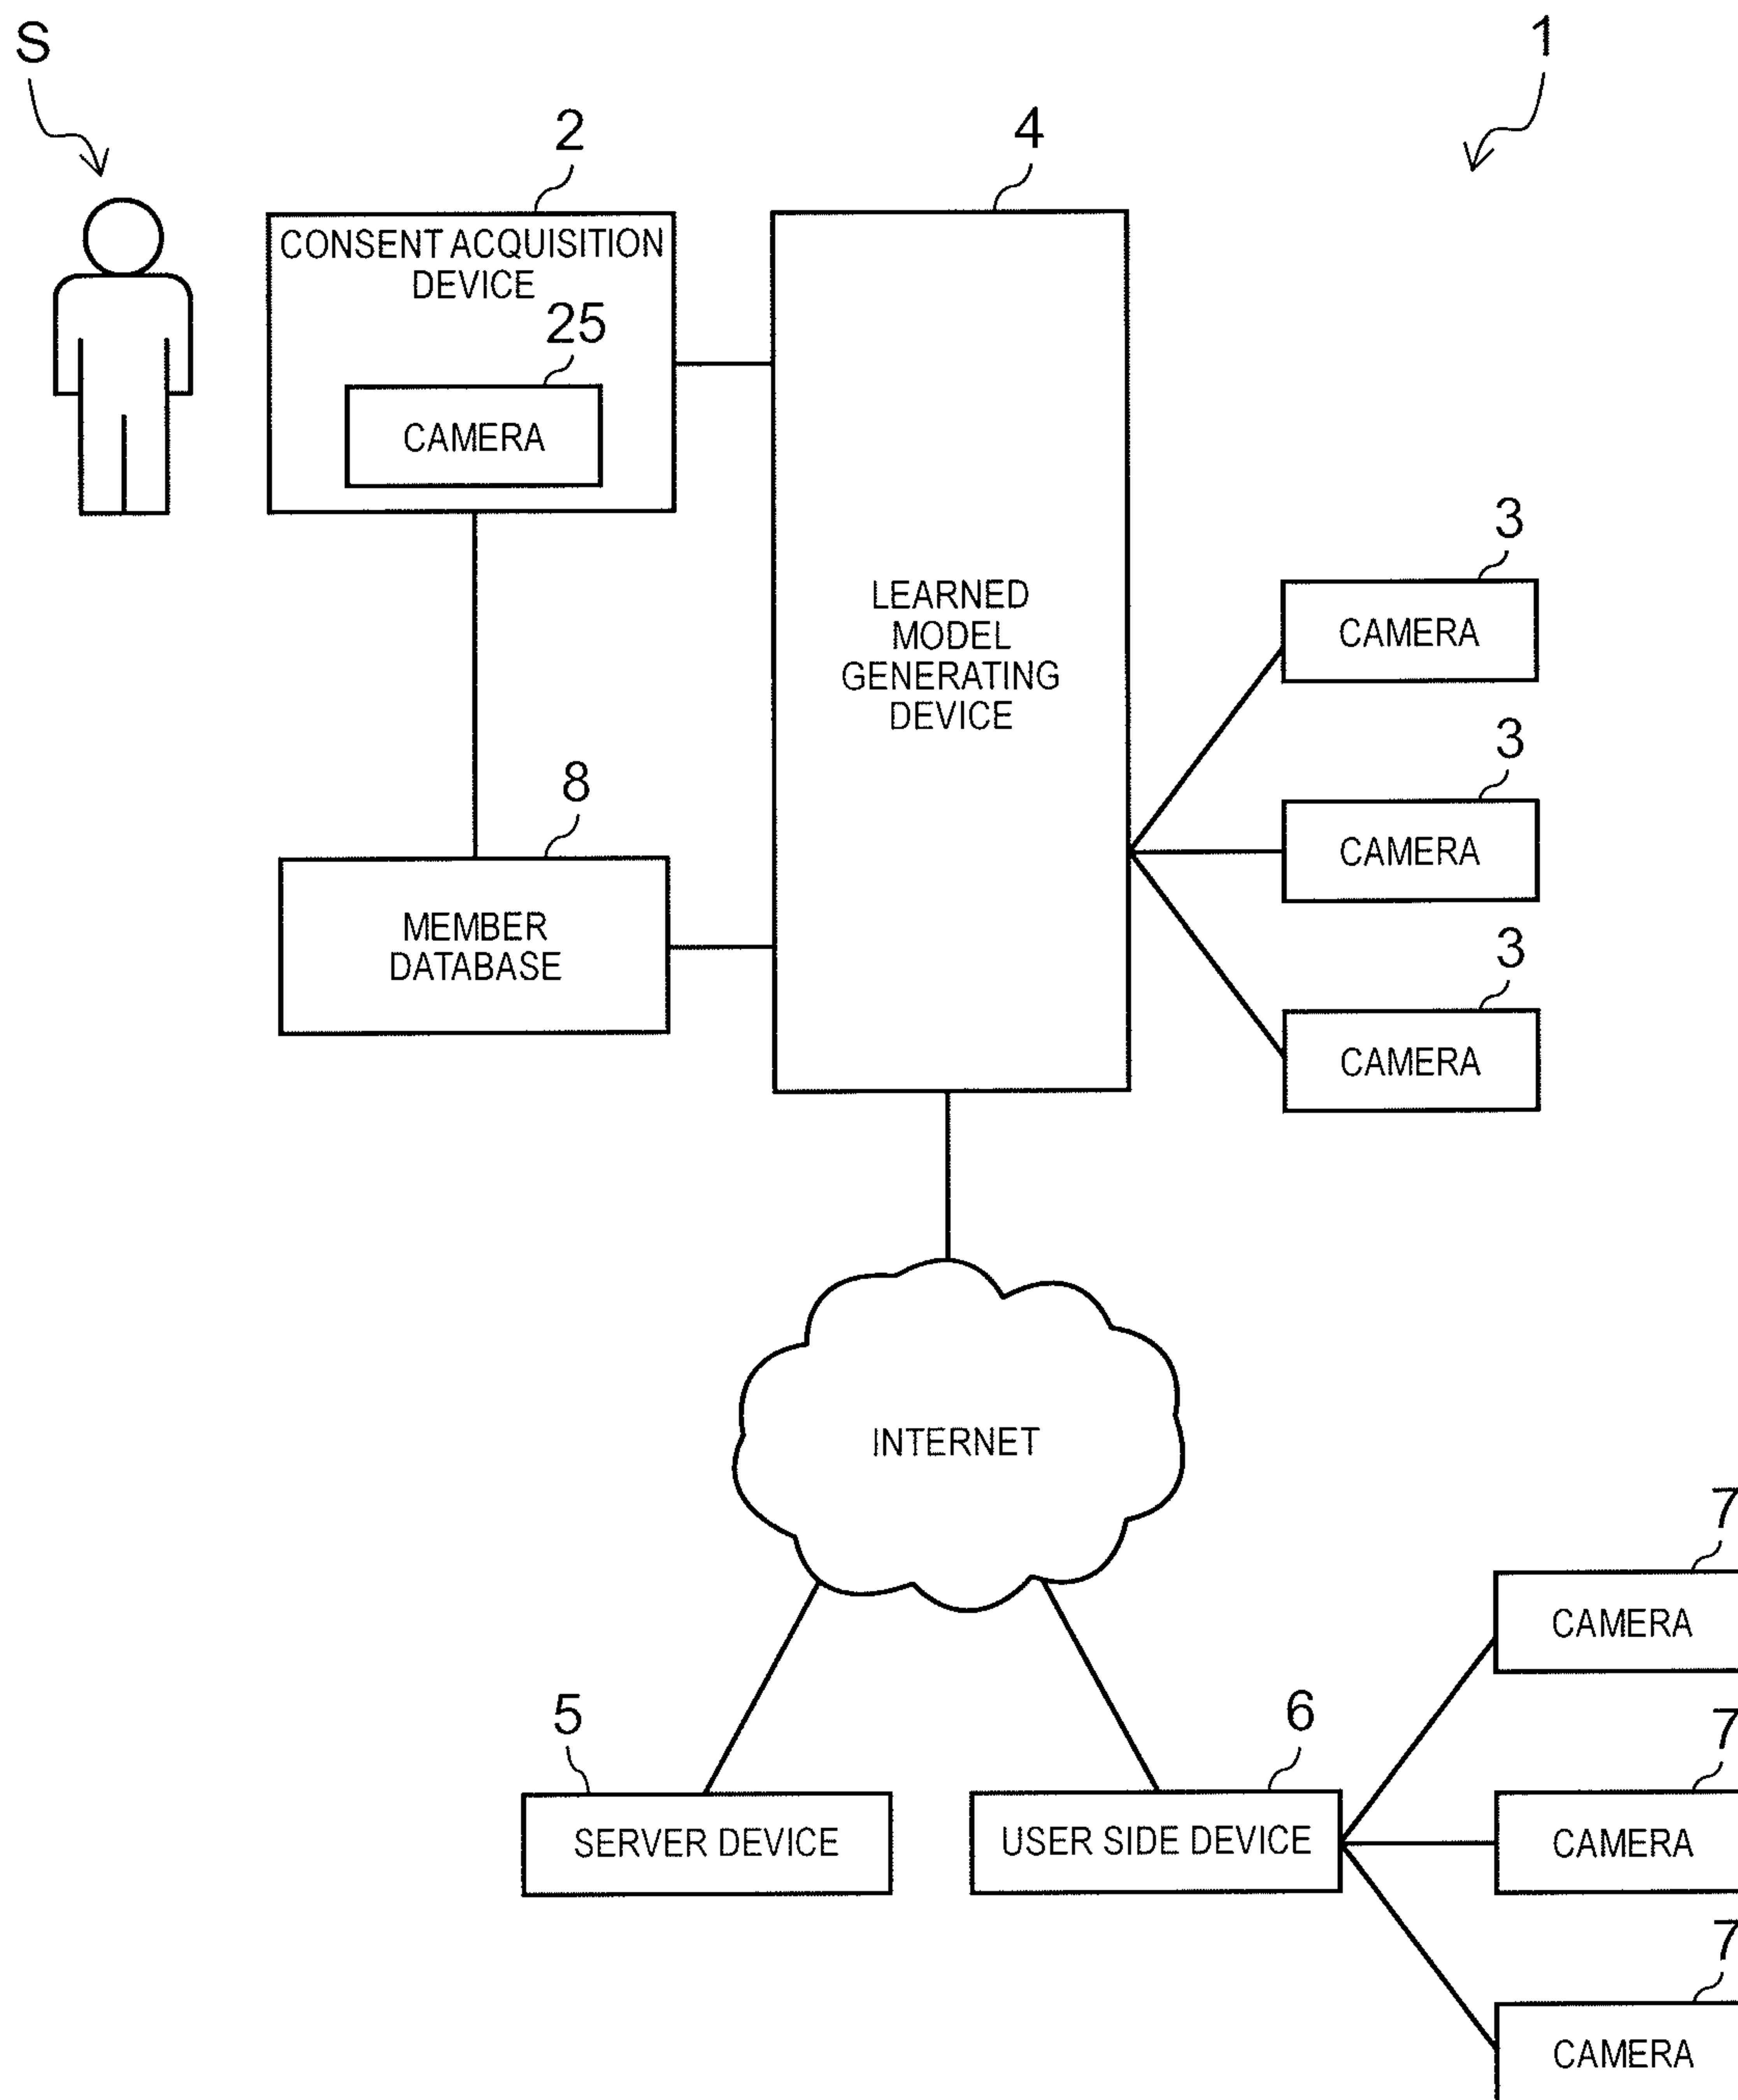 S
1
2
4
CONSENT ACQUISITION
DEVICE
25
CAMERA
3
CAMERA
LEARNED
MODEL
GENERATING
DEVICE
3
CAMERA
8
MEMBER
DATABASE
3
CAMERA
INTERNET
7
CAMERA
5
SERVER DEVICE
6
USER SIDE DEVICE
7
CAMERA
7
CAMERA